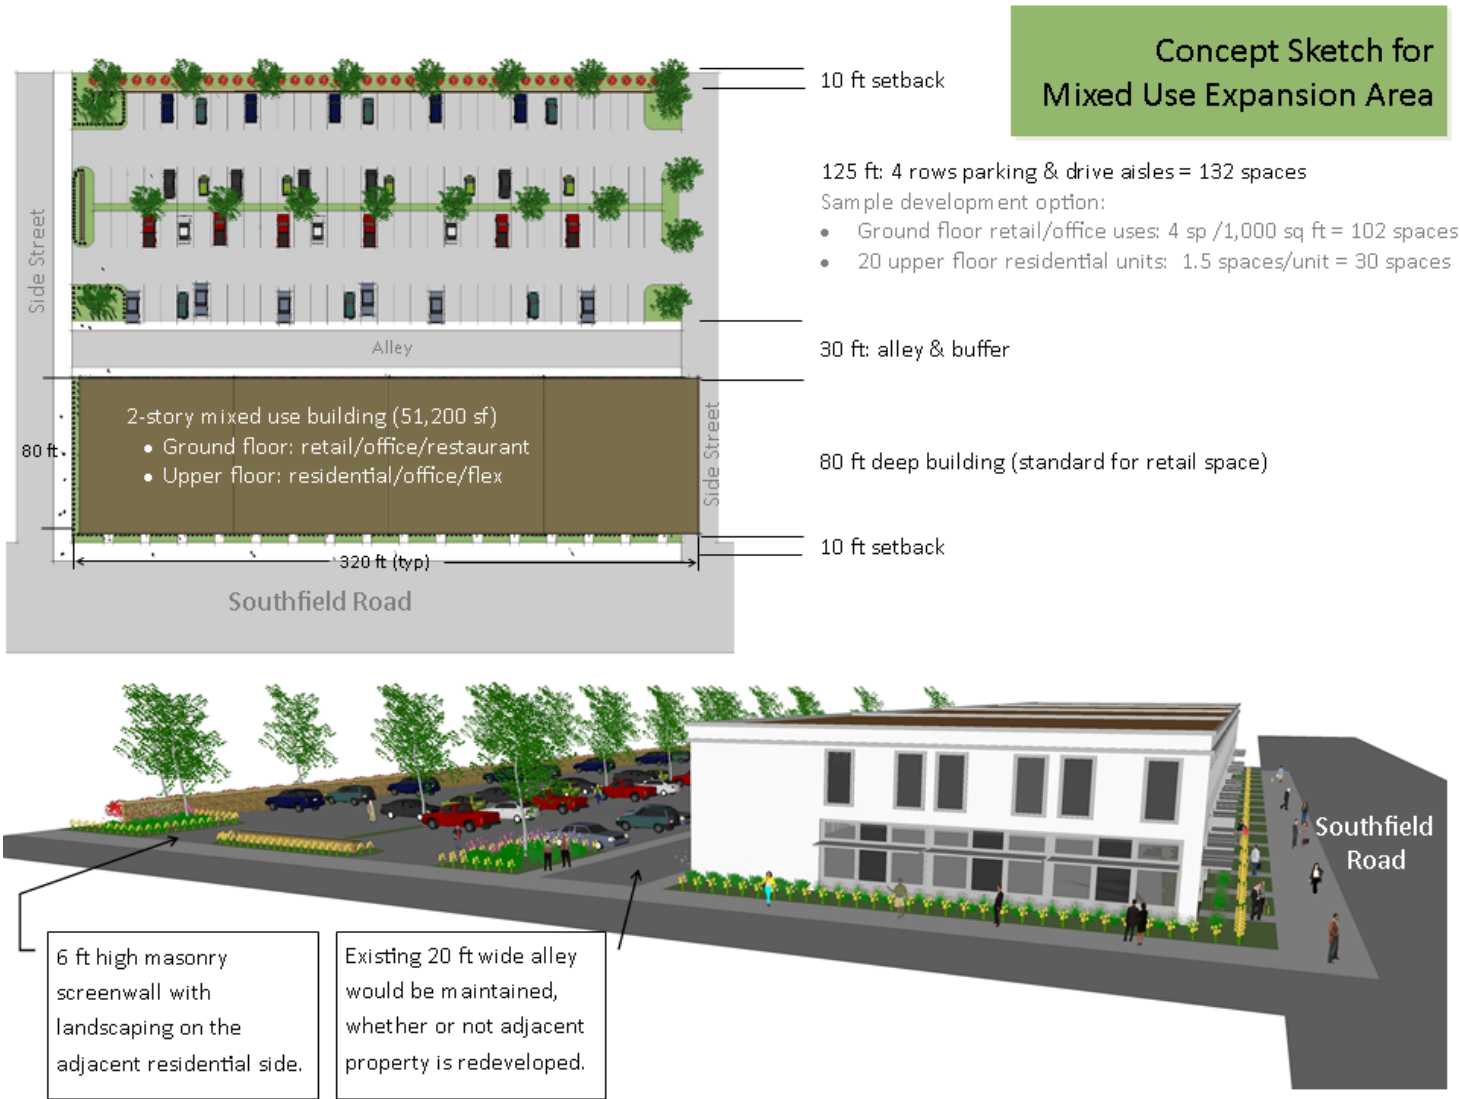 Concept Sketch for
Mixed Use Expansion Area
10 ft setback
125 ft: 4 rows parking & drive aisles = 132 spaces
Sample development option:
• Ground floor retail/office uses: 4 sp /1,000 sq ft = 102 spaces
• 20 upper floor residential units: 1.5 spaces/unit = 30 spaces
Side Street
Alley
30 ft: alley & buffer
2-story mixed use building (51,200 sf)
• Ground floor: retail/office/restaurant
• Upper floor: residential/office/flex
80 ft
Side Street
80 ft deep building (standard for retail space)
10 ft setback
320 ft (typ)
Southfield Road
Southfield
Road
6 ft high masonry
screenwall with
landscaping on the
adjacent residential side.
Existing 20 ft wide alley
would be maintained,
whether or not adjacent
property is redeveloped.